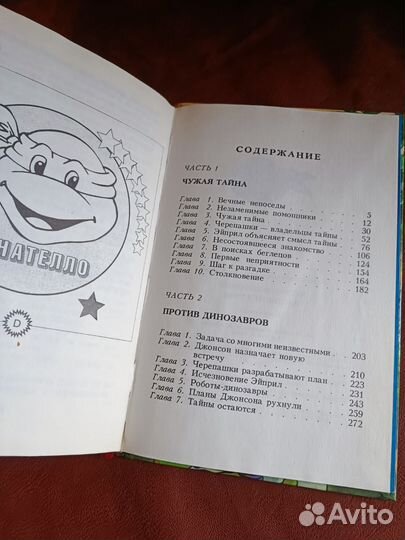 НАТЕЛЛО
D
СОДЕРЖАНИЕ
ЧАСТЬ 1
ЧУЖАЯ ТАЙНА
Глава 1. Вечные непоседы . . . . . 5
Глава 2. Незаменимые помощники . . . . 12
Глава 3. Чужая тайна . . . . . 30
Глава 4. Черепашки — владельцы тайны . . 52
Глава 5. Эйприл объясняет смысл тайны . 76
Глава 6. Несостоявшееся знакомство . . . 106
Глава 7. В поисках беглецов . . . . 124
Глава 8. Первые неприятности . . . . 154
Глава 9. Шаг к разгадке . . . . . 164
Глава 10. Столкновение . . . . . 182
ЧАСТЬ 2
ПРОТИВ ДИНОЗАВРОВ
Глава 1. Задача со многими неизвестными . 203
Глава 2. Джонсон назначает новую
встречу . . . . . 210
Глава 3. Черепашки разрабатывают план . 223
Глава 4. Исчезновение Эйприл . . . . 231
Глава 5. Роботы-динозавры . . . . 243
Глава 6. Планы Джонсона рухнули . . . 259
Глава 7. Тайны остаются . . . . . 272
Avito